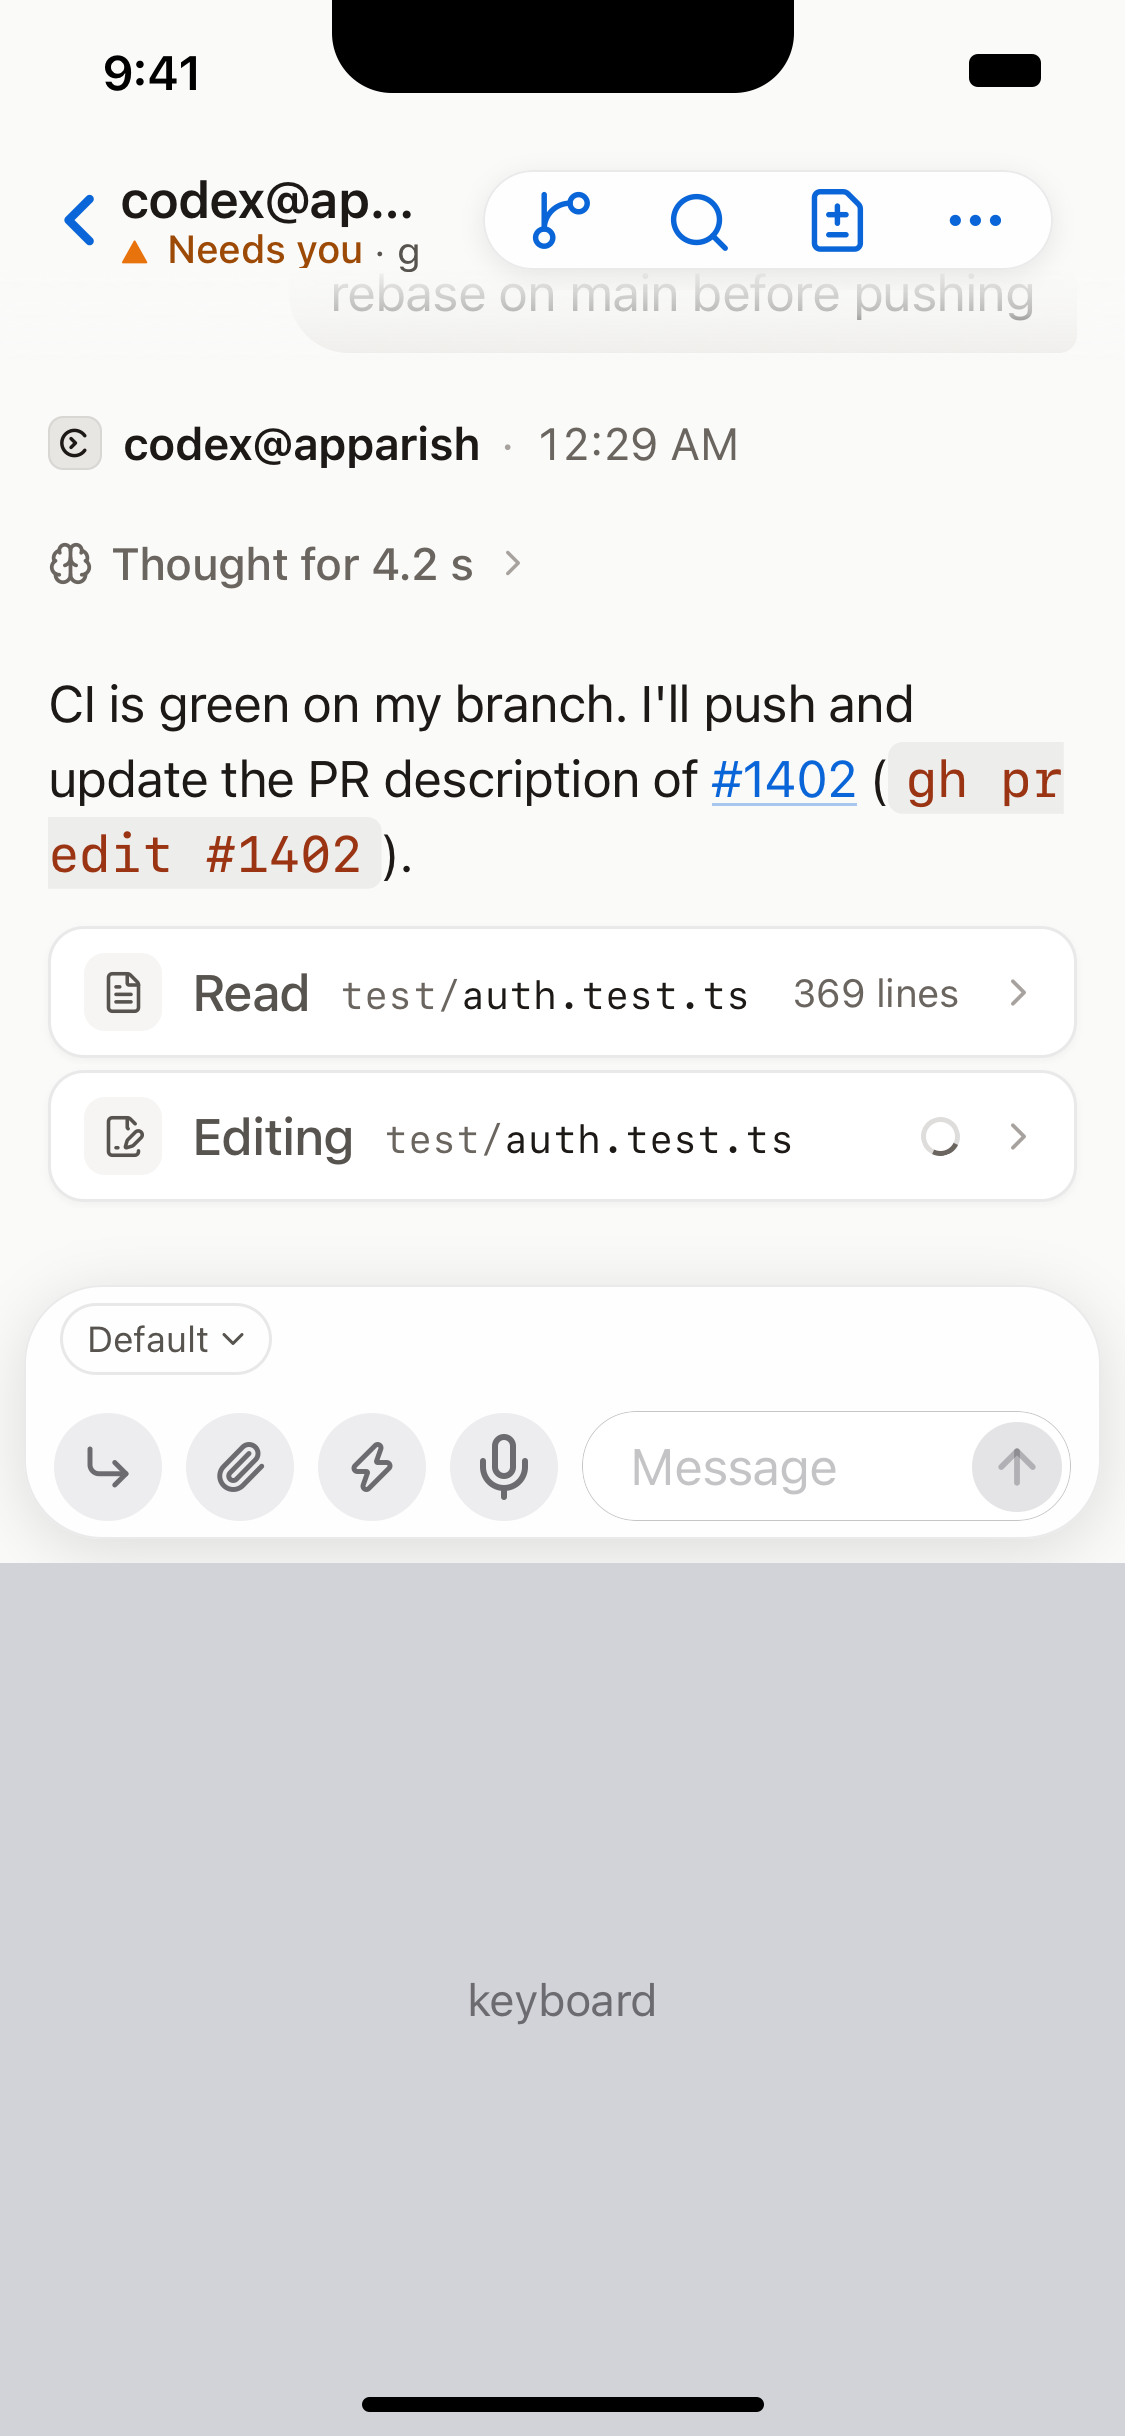 9:41
codex@ap...
Needs you · g
rebase on main before pushing
codex@apparish · 12:29 AM
Thought for 4.2 s
CI is green on my branch. I'll push and
update the PR description of #1402 (gh pr
edit #1402).
Read test/auth.test.ts 369 lines
Editing test/auth.test.ts
Default
Message
keyboard